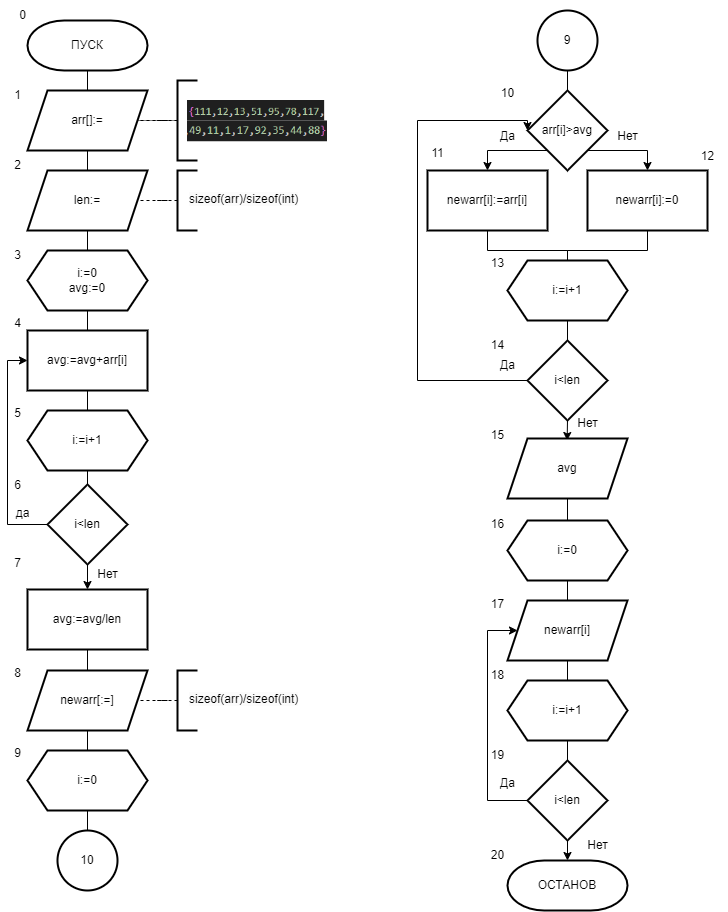 0
ПУСК
1
arr[]:=
{111,12,13,51,95,78,117,
49,11,1,17,92,35,44,88}
2
len:=
sizeof(arr)/sizeof(int)
3
i:=0
avg:=0
4
avg:=avg+arr[i]
5
i:=i+1
6
да
i<len
7
Нет
avg:=avg/len
8
newarr[:=]
sizeof(arr)/sizeof(int)
9
i:=0
10
9
10
arr[i]>avg
Да
Нет
11
12
newarr[i]:=arr[i]
newarr[i]:=0
13
i:=i+1
14
Да
i<len
Нет
15
avg
16
i:=0
17
newarr[i]
18
i:=i+1
19
Да
i<len
Нет
20
ОСТАНОВ